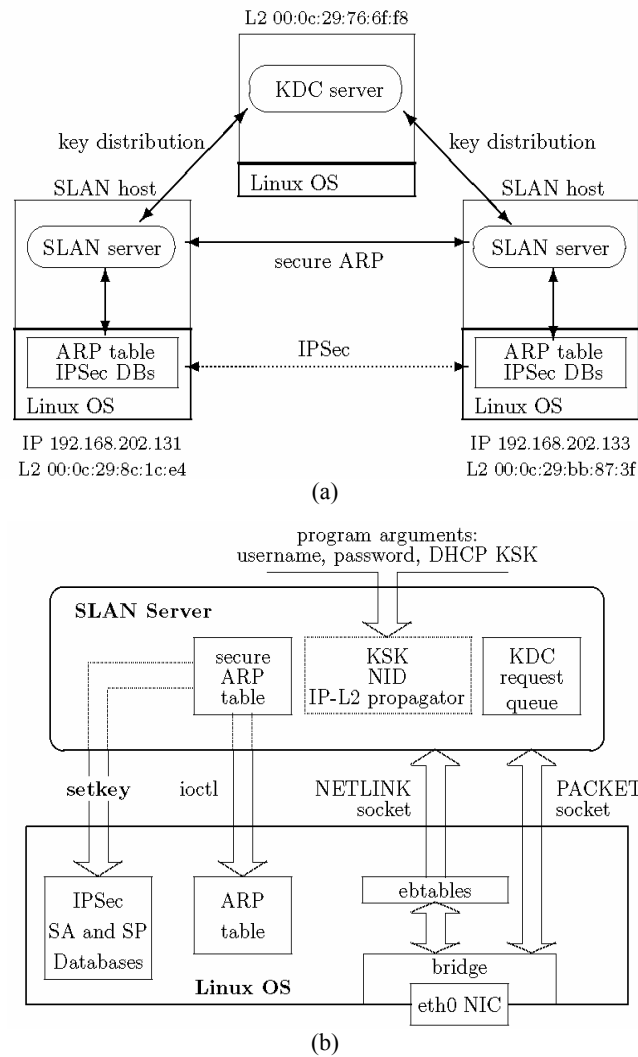 L2 00:0c:29:76:6f:f8
KDC server
key distribution
key distribution
Linux OS
SLAN host
SLAN host
SLAN server
SLAN server
secure ARP
ARP table
IPSec DBs
IPSec
ARP table
IPSec DBs
Linux OS
Linux OS
IP 192.168.202.131
L2 00:0c:29:8c:1c:e4
IP 192.168.202.133
L2 00:0c:29:bb:87:3f
(a)
program arguments:
username, password, DHCP KSK
SLAN Server
secure
ARP
table
KSK
NID
IP-L2 propagator
KDC
request
queue
setkey
ioctl
NETLINK
socket
PACKET
socket
IPSec
SA and SP
Databases
ARP
table
ebtables
bridge
Linux OS
eth0 NIC
(b)